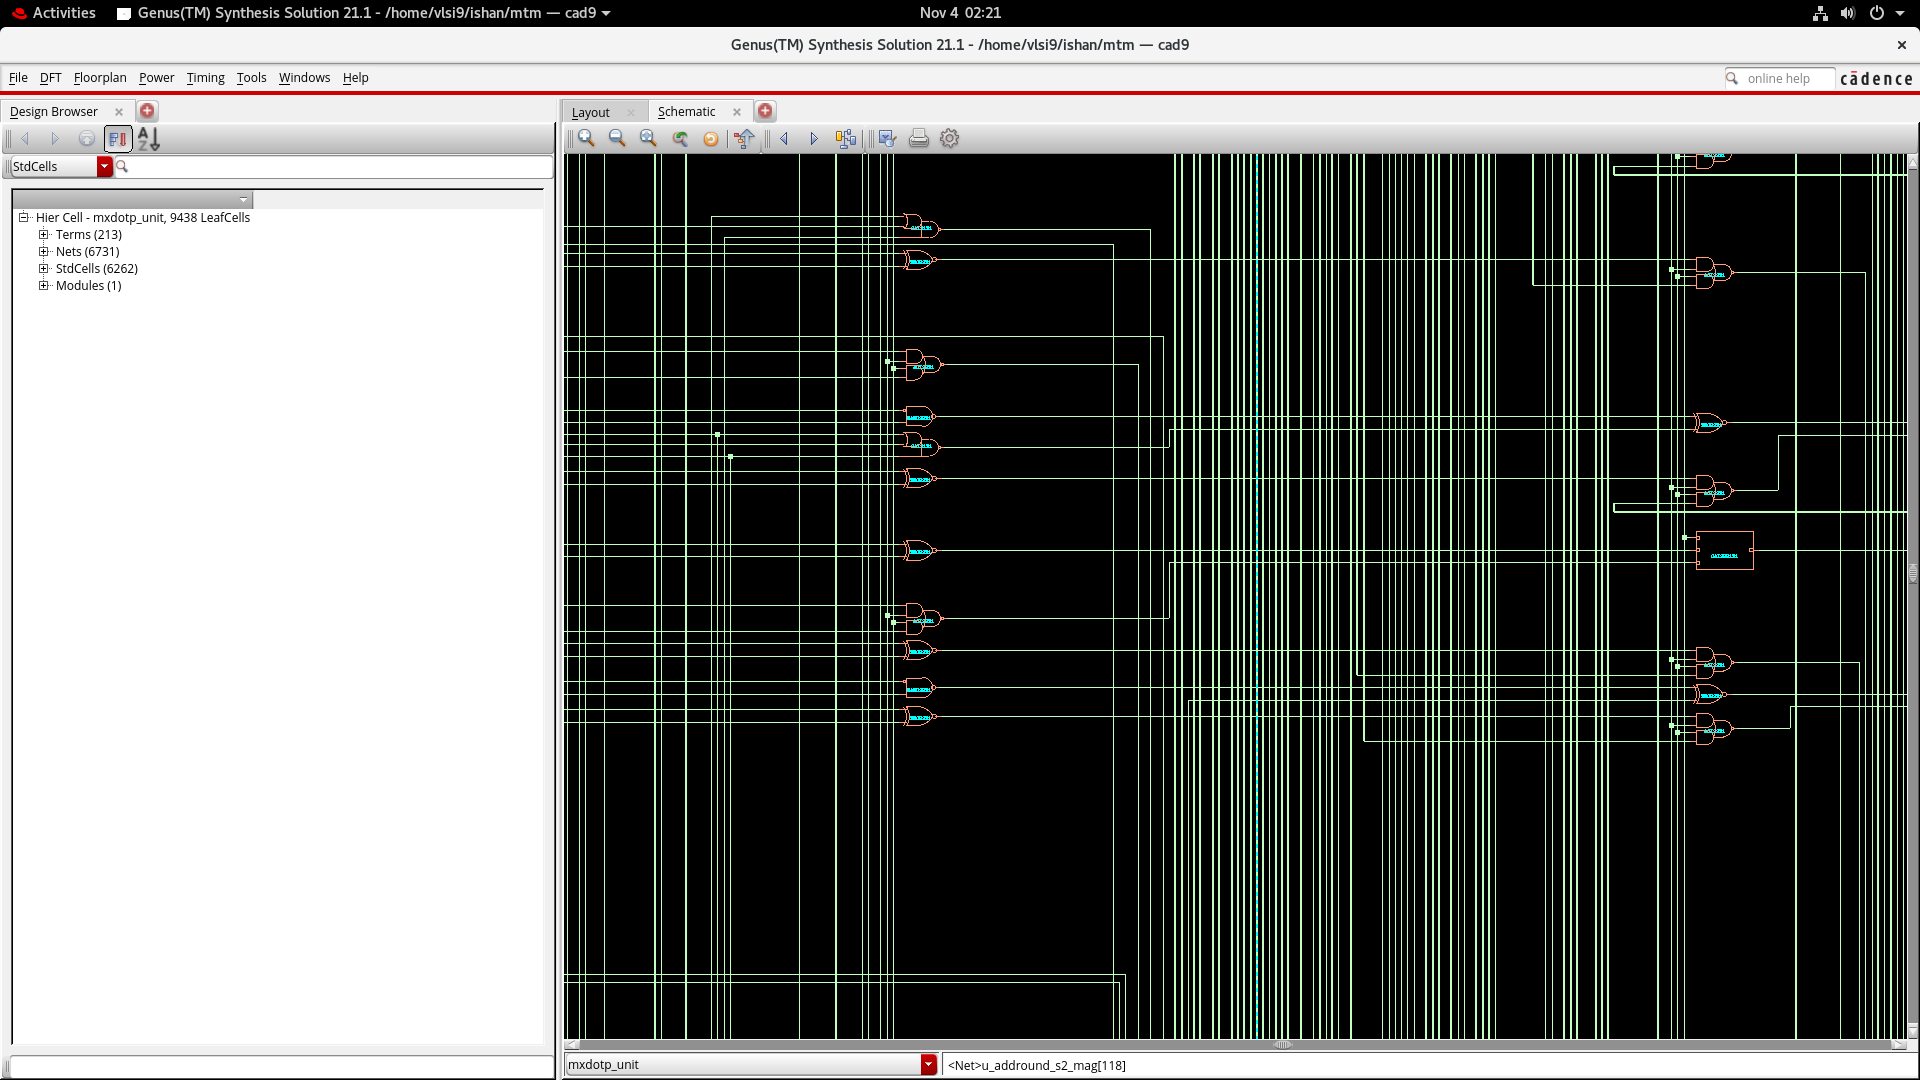 Activities
Genus(TM) Synthesis Solution 21.1 - /home/vlsi9/ishan/mtm — cad9
Nov 4 02:21
Genus(TM) Synthesis Solution 21.1 - /home/vlsi9/ishan/mtm — cad9
File DFT Floorplan Power Timing Tools Windows Help
online help
cādence
Design Browser
Layout
Schematic
StdCells
Hier Cell - mxdotp_unit, 9438 LeafCells
Terms (213)
Nets (6731)
StdCells (6262)
Modules (1)
mxdotp_unit
<Net>u_addround_s2_mag[118]